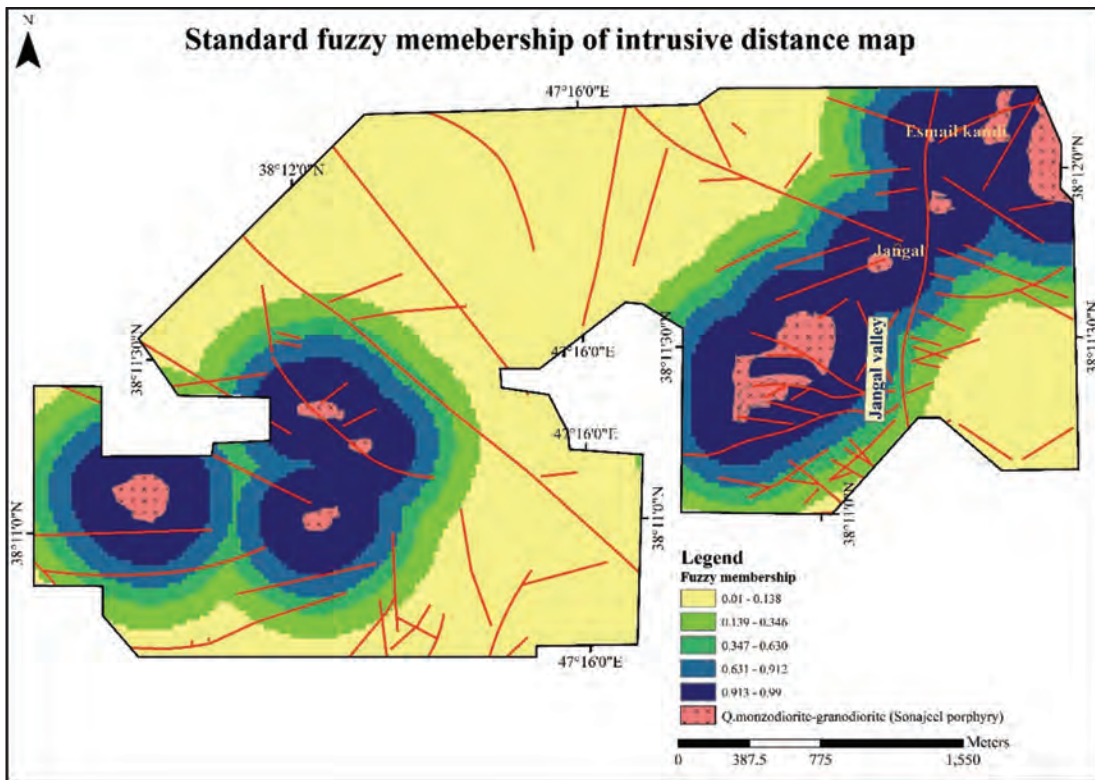 N
Standard fuzzy memebership of intrusive distance map
47°16'0"E
38°12'0"N
Esmail kandi
38°12'0"N
Jangal
38°11'30"N
47°16'0"E
38°11'30"N
Jangal valley
38°11'30"N
47°16'0"E
38°11'0"N
38°11'0"N
38°11'0"N
47°16'0"E
Legend
Fuzzy membership
0.01 - 0.138
0.139 - 0.346
0.347 - 0.630
0.631 - 0.912
0.913 - 0.99
Q.monzodiorite-granodiorite (Sonajeel porphyry)
Meters
0 387.5 775 1,550